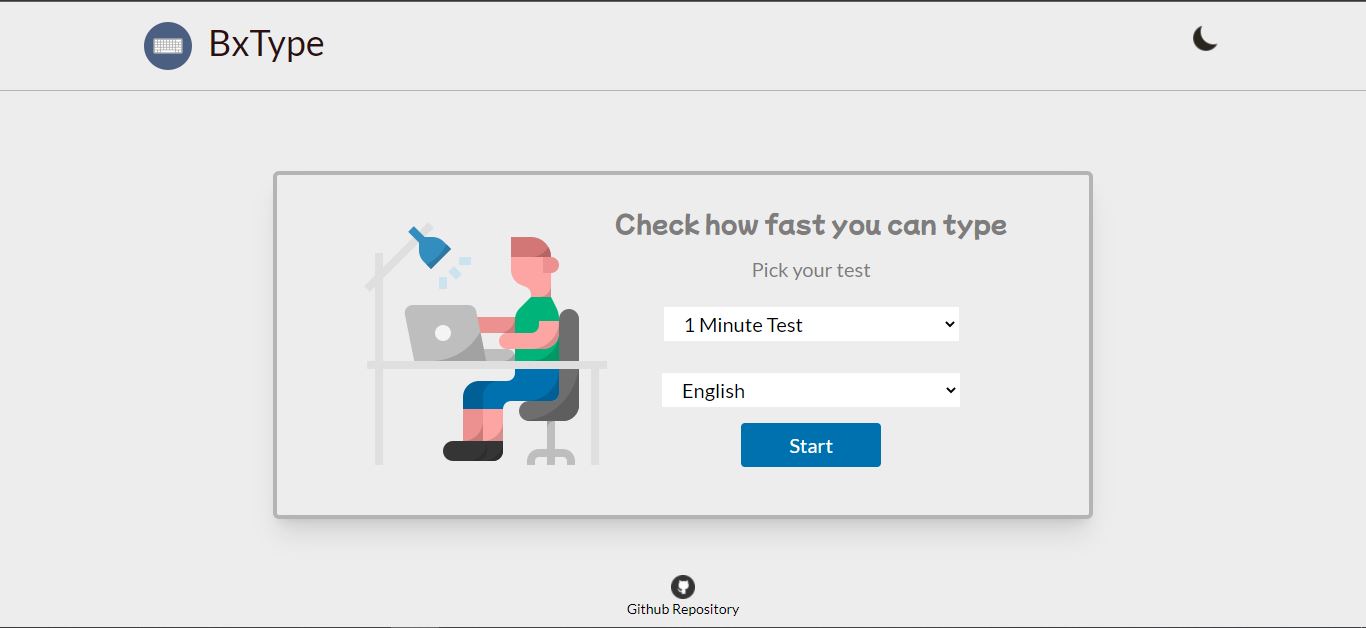 BxType
Check how fast you can type
Pick your test
1 Minute Test
English
Start
Github Repository